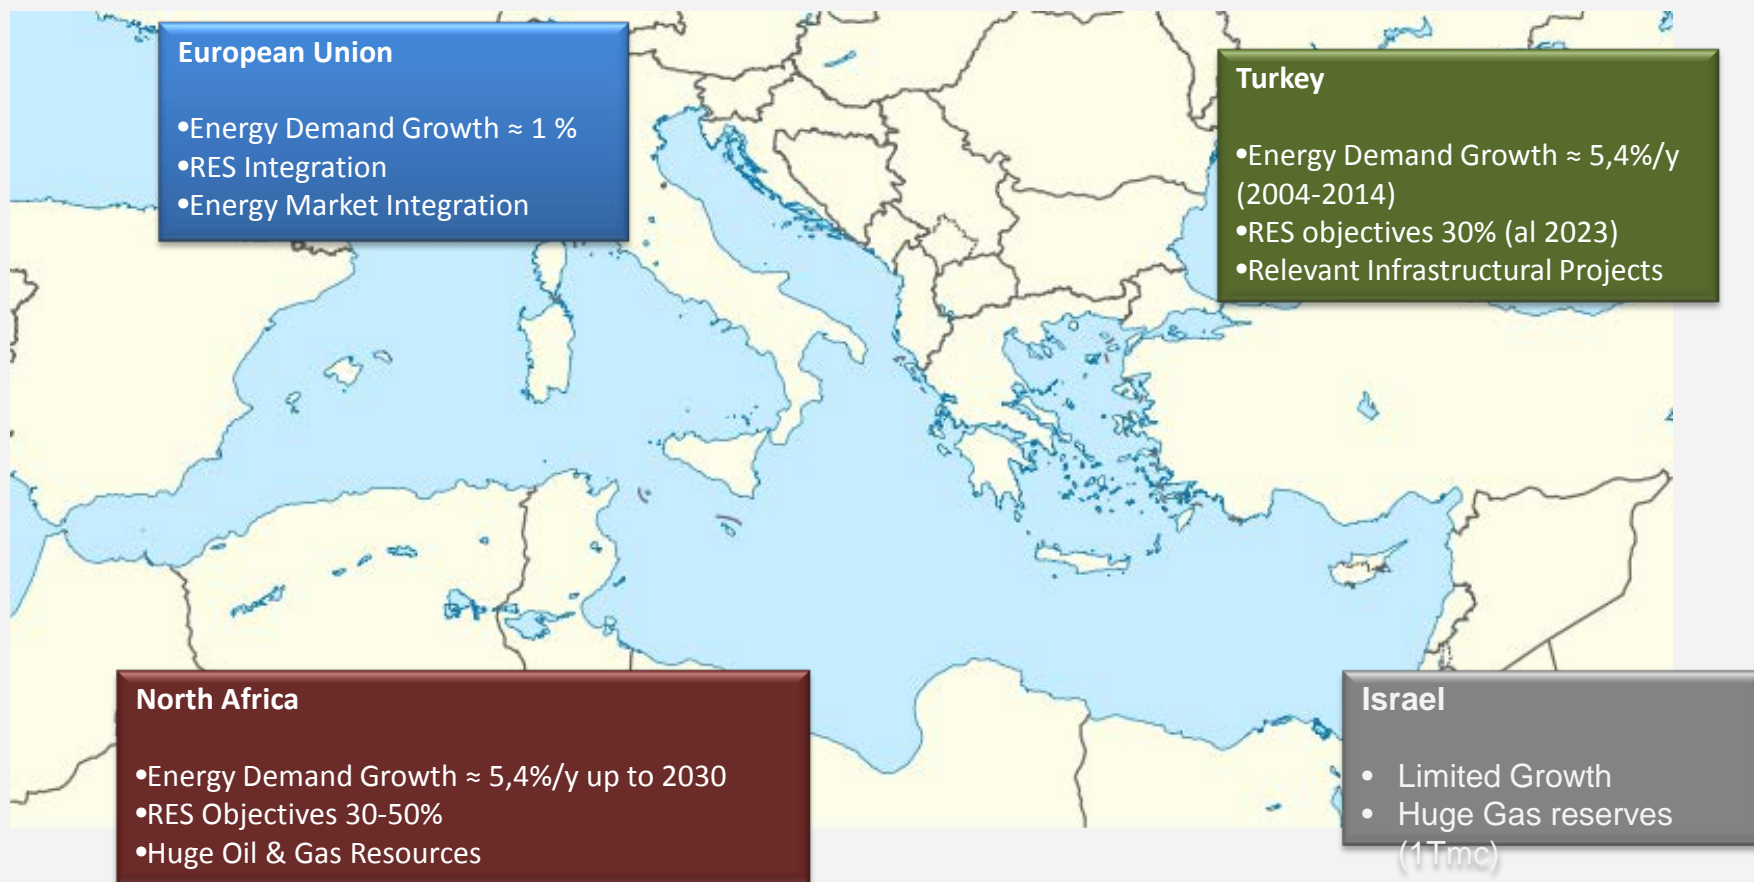 European Union
•Energy Demand Growth ≈ 1 %
•RES Integration
•Energy Market Integration
Turkey
•Energy Demand Growth ≈ 5,4%/y
(2004-2014)
•RES objectives 30% (al 2023)
•Relevant Infrastructural Projects
North Africa
•Energy Demand Growth ≈ 5,4%/y up to 2030
•RES Objectives 30-50%
•Huge Oil & Gas Resources
Israel
• Limited Growth
• Huge Gas reserves
(1Tmc)